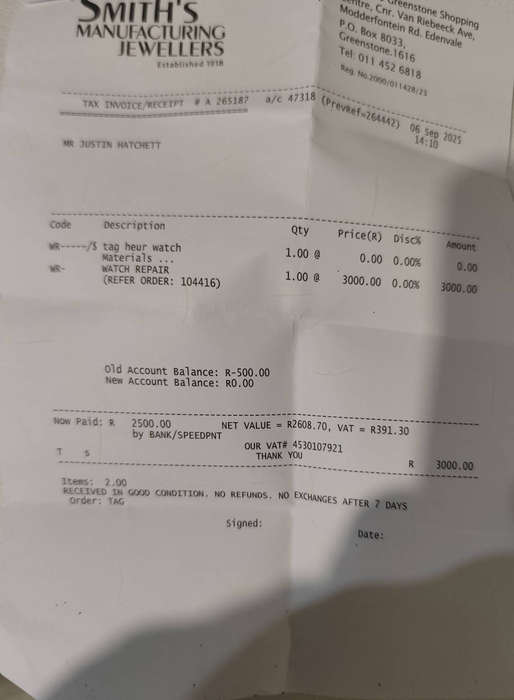 SMITH'S
MANUFACTURING
JEWELLERS
Established 1918
Greenstone Shopping
Centre, Cnr. Van Riebeeck Ave,
Modderfontein Rd. Edenvale
P.O. Box 8033,
Greenstone.1616
Tel: 011 452 6818
Reg. No.2000/011428/23
TAX INVOICE/RECEIPT # A 265187 a/c 47318 (PrevRef=264442) 06 Sep 2025
14:10
MR JUSTIN HATCHETT
Code Description Qty Price(R) Disc% Amount
WR-----/S tag heur watch 1.00 @ 0.00 0.00% 0.00
Materials ...
WR- WATCH REPAIR 1.00 @ 3000.00 0.00% 3000.00
(REFER ORDER: 104416)
Old Account Balance: R-500.00
New Account Balance: R0.00
Now Paid: R 2500.00 NET VALUE = R2608.70, VAT = R391.30
by BANK/SPEEDPNT
OUR VAT# 4530107921
T S THANK YOU R 3000.00
Items: 2.00
RECEIVED IN GOOD CONDITION. NO REFUNDS. NO EXCHANGES AFTER 7 DAYS
Order: TAG
Signed:
Date: